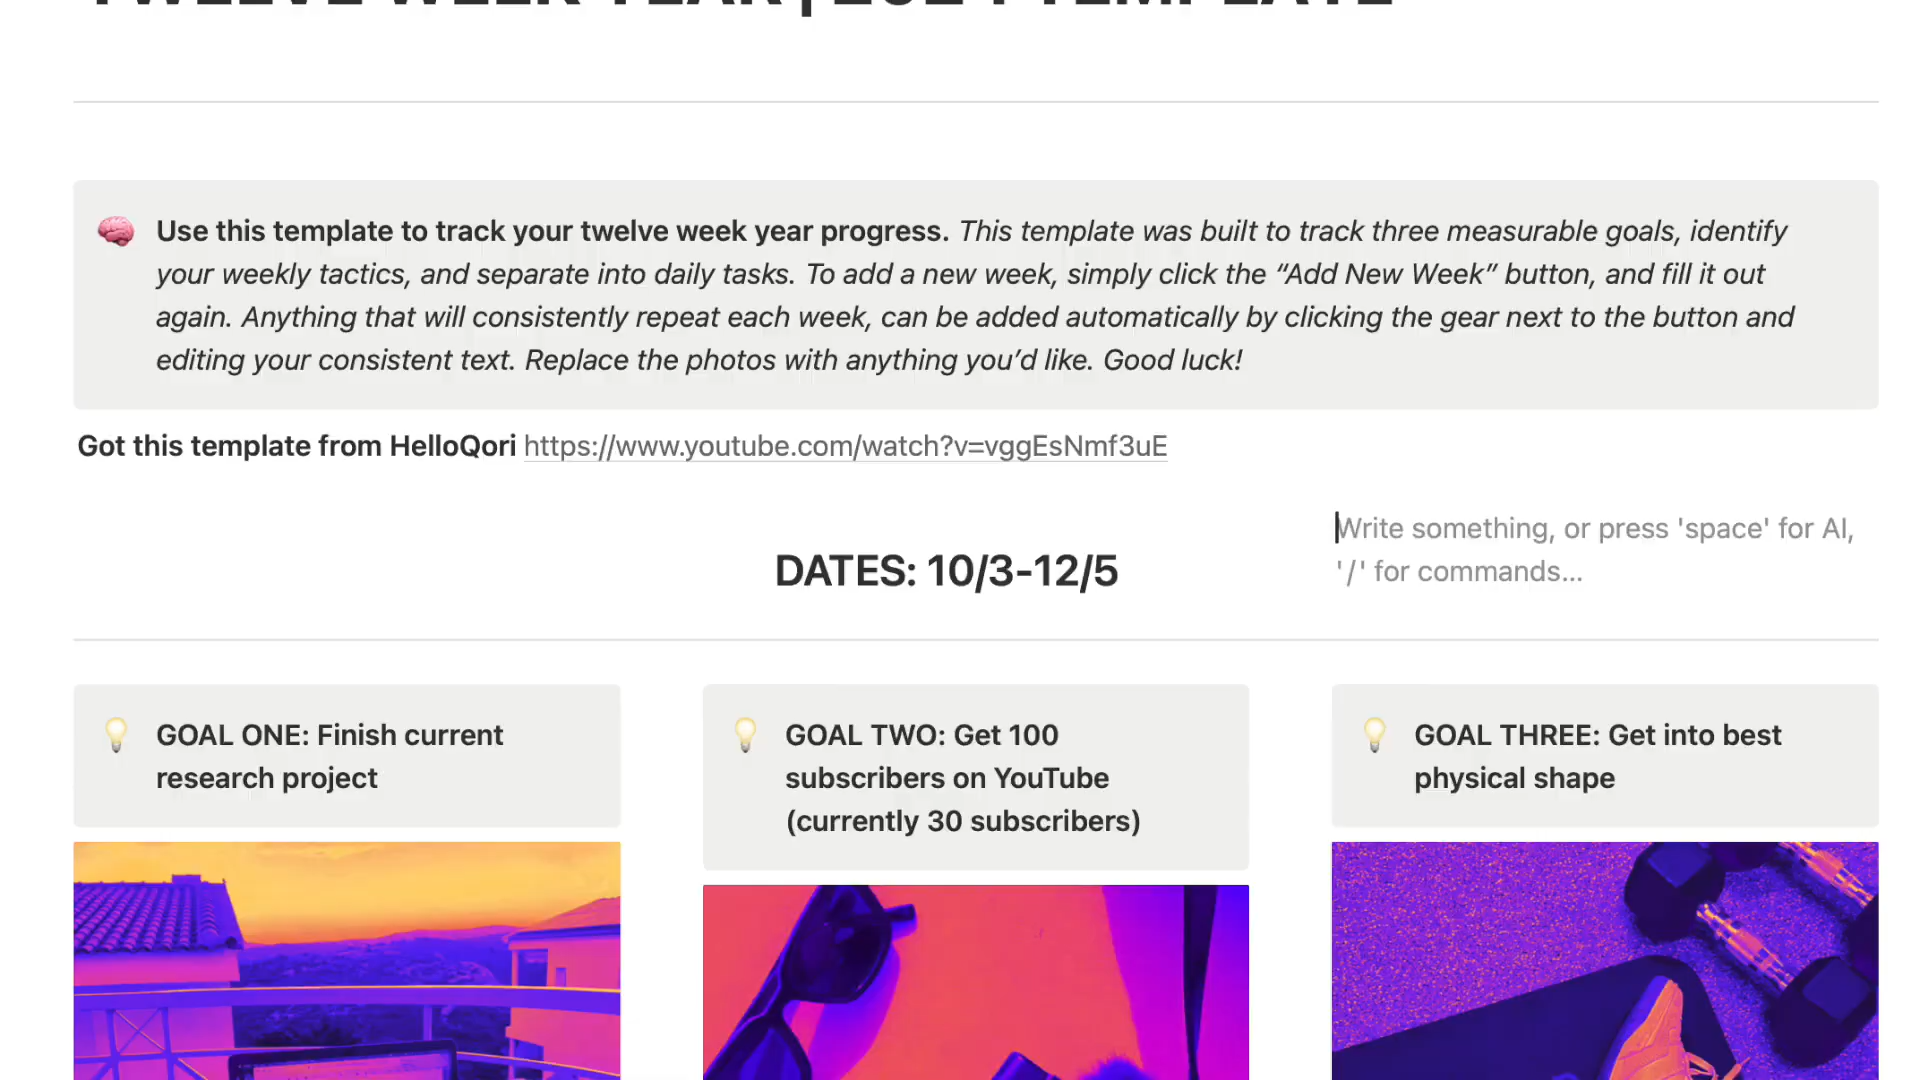 TWELVE WEEK YEAR | 2024 TEMPLATE
Use this template to track your twelve week year progress. This template was built to track three measurable goals, identify
your weekly tactics, and separate into daily tasks. To add a new week, simply click the “Add New Week” button, and fill it out
again. Anything that will consistently repeat each week, can be added automatically by clicking the gear next to the button and
editing your consistent text. Replace the photos with anything you’d like. Good luck!
Got this template from HelloQori https://www.youtube.com/watch?v=vggEsNmf3uE
DATES: 10/3-12/5
Write something, or press 'space' for AI,
'/' for commands...
GOAL ONE: Finish current
research project
GOAL TWO: Get 100
subscribers on YouTube
(currently 30 subscribers)
GOAL THREE: Get into best
physical shape